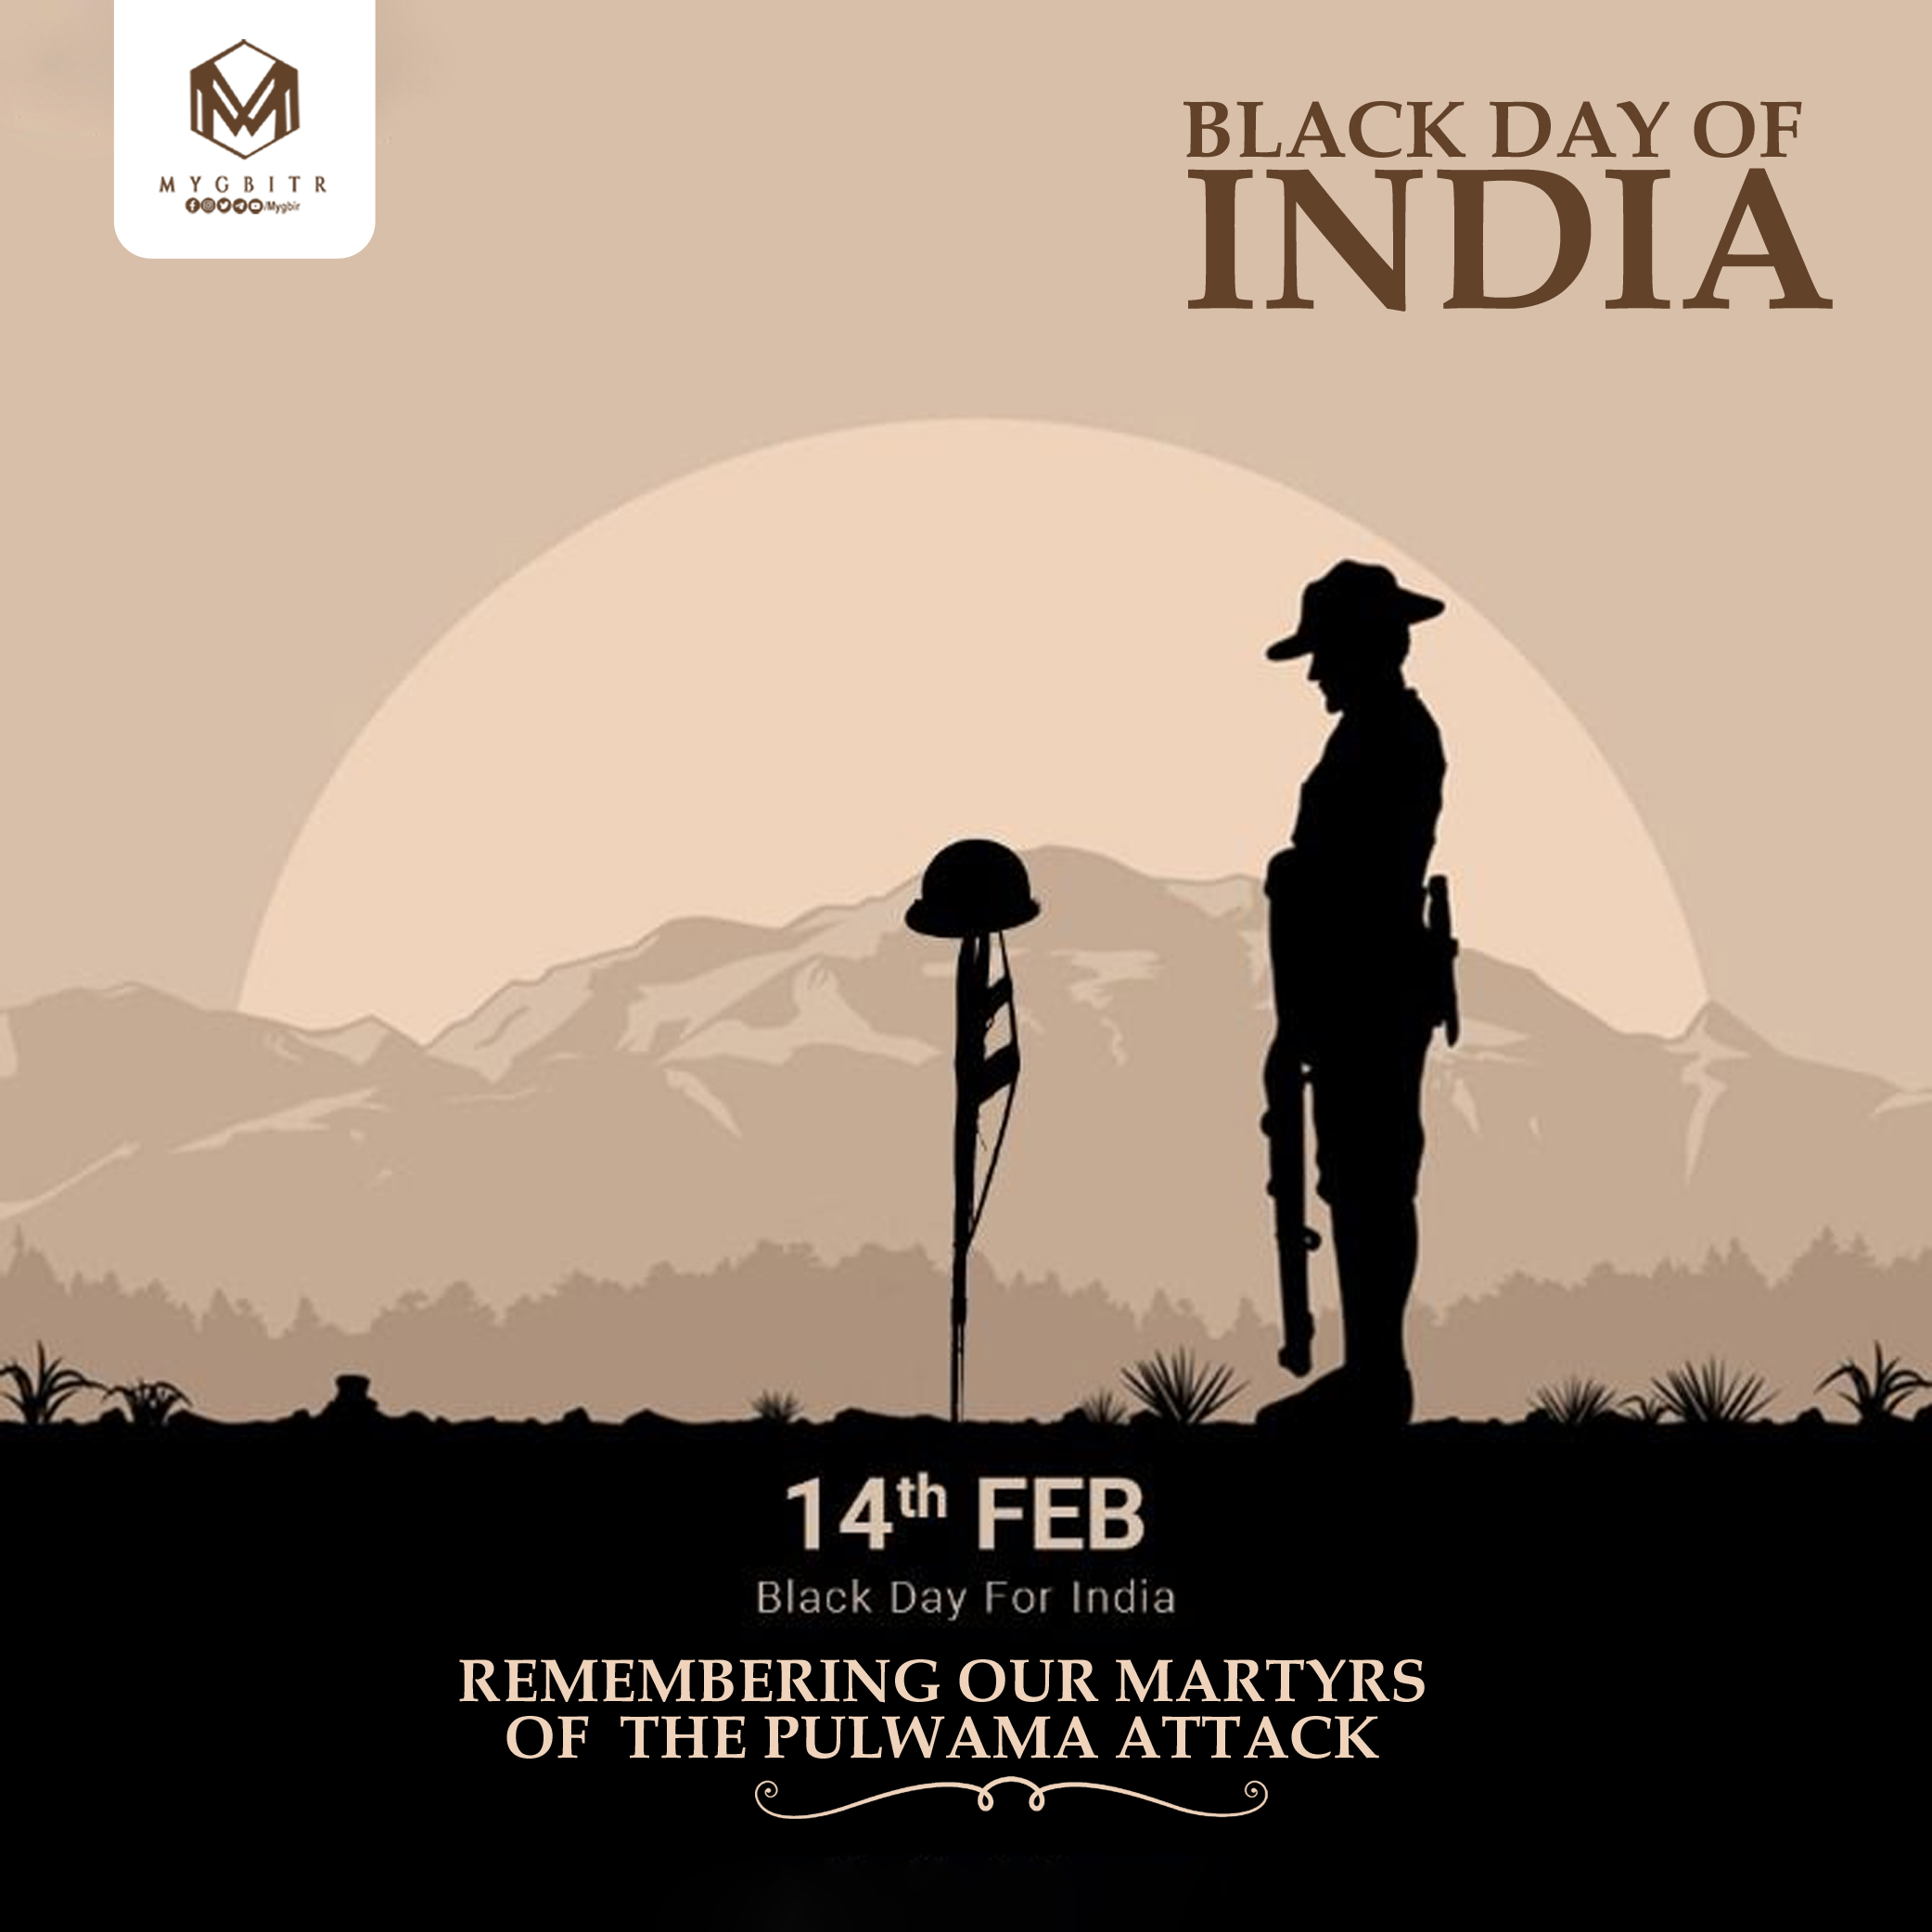 MYGBITR
/Mygbir
BLACK DAY OF
INDIA
14th FEB
Black Day For India
REMEMBERING OUR MARTYRS
OF THE PULWAMA ATTACK